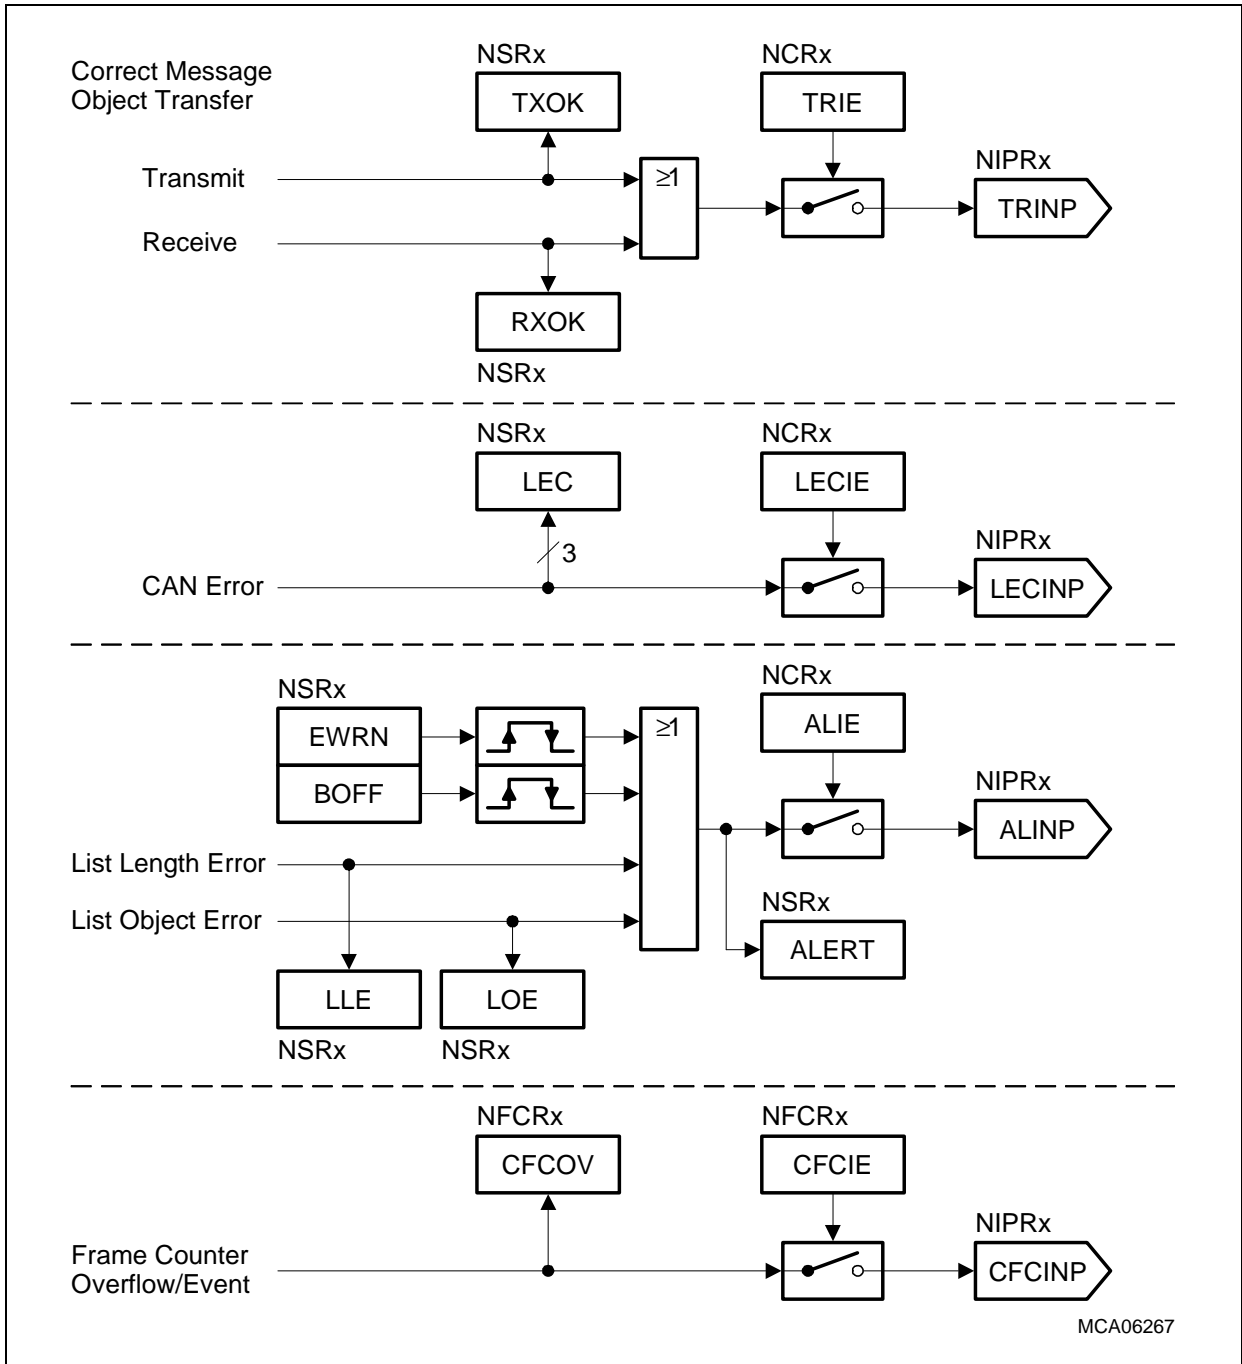 Correct Message
Object Transfer
NSRx
TXOK
NCRx
TRIE
Transmit
≥1
NIPRx
TRINP
Receive
RXOK
NSRx
NSRx
LEC
NCRx
LECIE
3
NIPRx
CAN Error
LECINP
NSRx
NCRx
EWRN
≥1
ALIE
BOFF
NIPRx
ALINP
List Length Error
List Object Error
NSRx
ALERT
LLE
LOE
NSRx
NSRx
NFCRx
CFCOV
NFCRx
CFCIE
NIPRx
Frame Counter
Overflow/Event
CFCINP
MCA06267